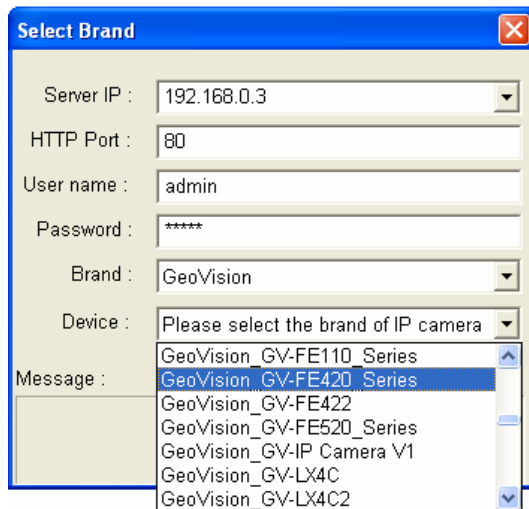 Select Brand
Server IP : 192.168.0.3
HTTP Port : 80
User name : admin
Password : *****
Brand : GeoVision
Device : Please select the brand of IP camera
GeoVision_GV-FE110_Series
Message : GeoVision_GV-FE420_Series
GeoVision_GV-FE422
GeoVision_GV-FE520_Series
GeoVision_GV-IP Camera V1
GeoVision_GV-LX4C
GeoVision_GV-LX4C2